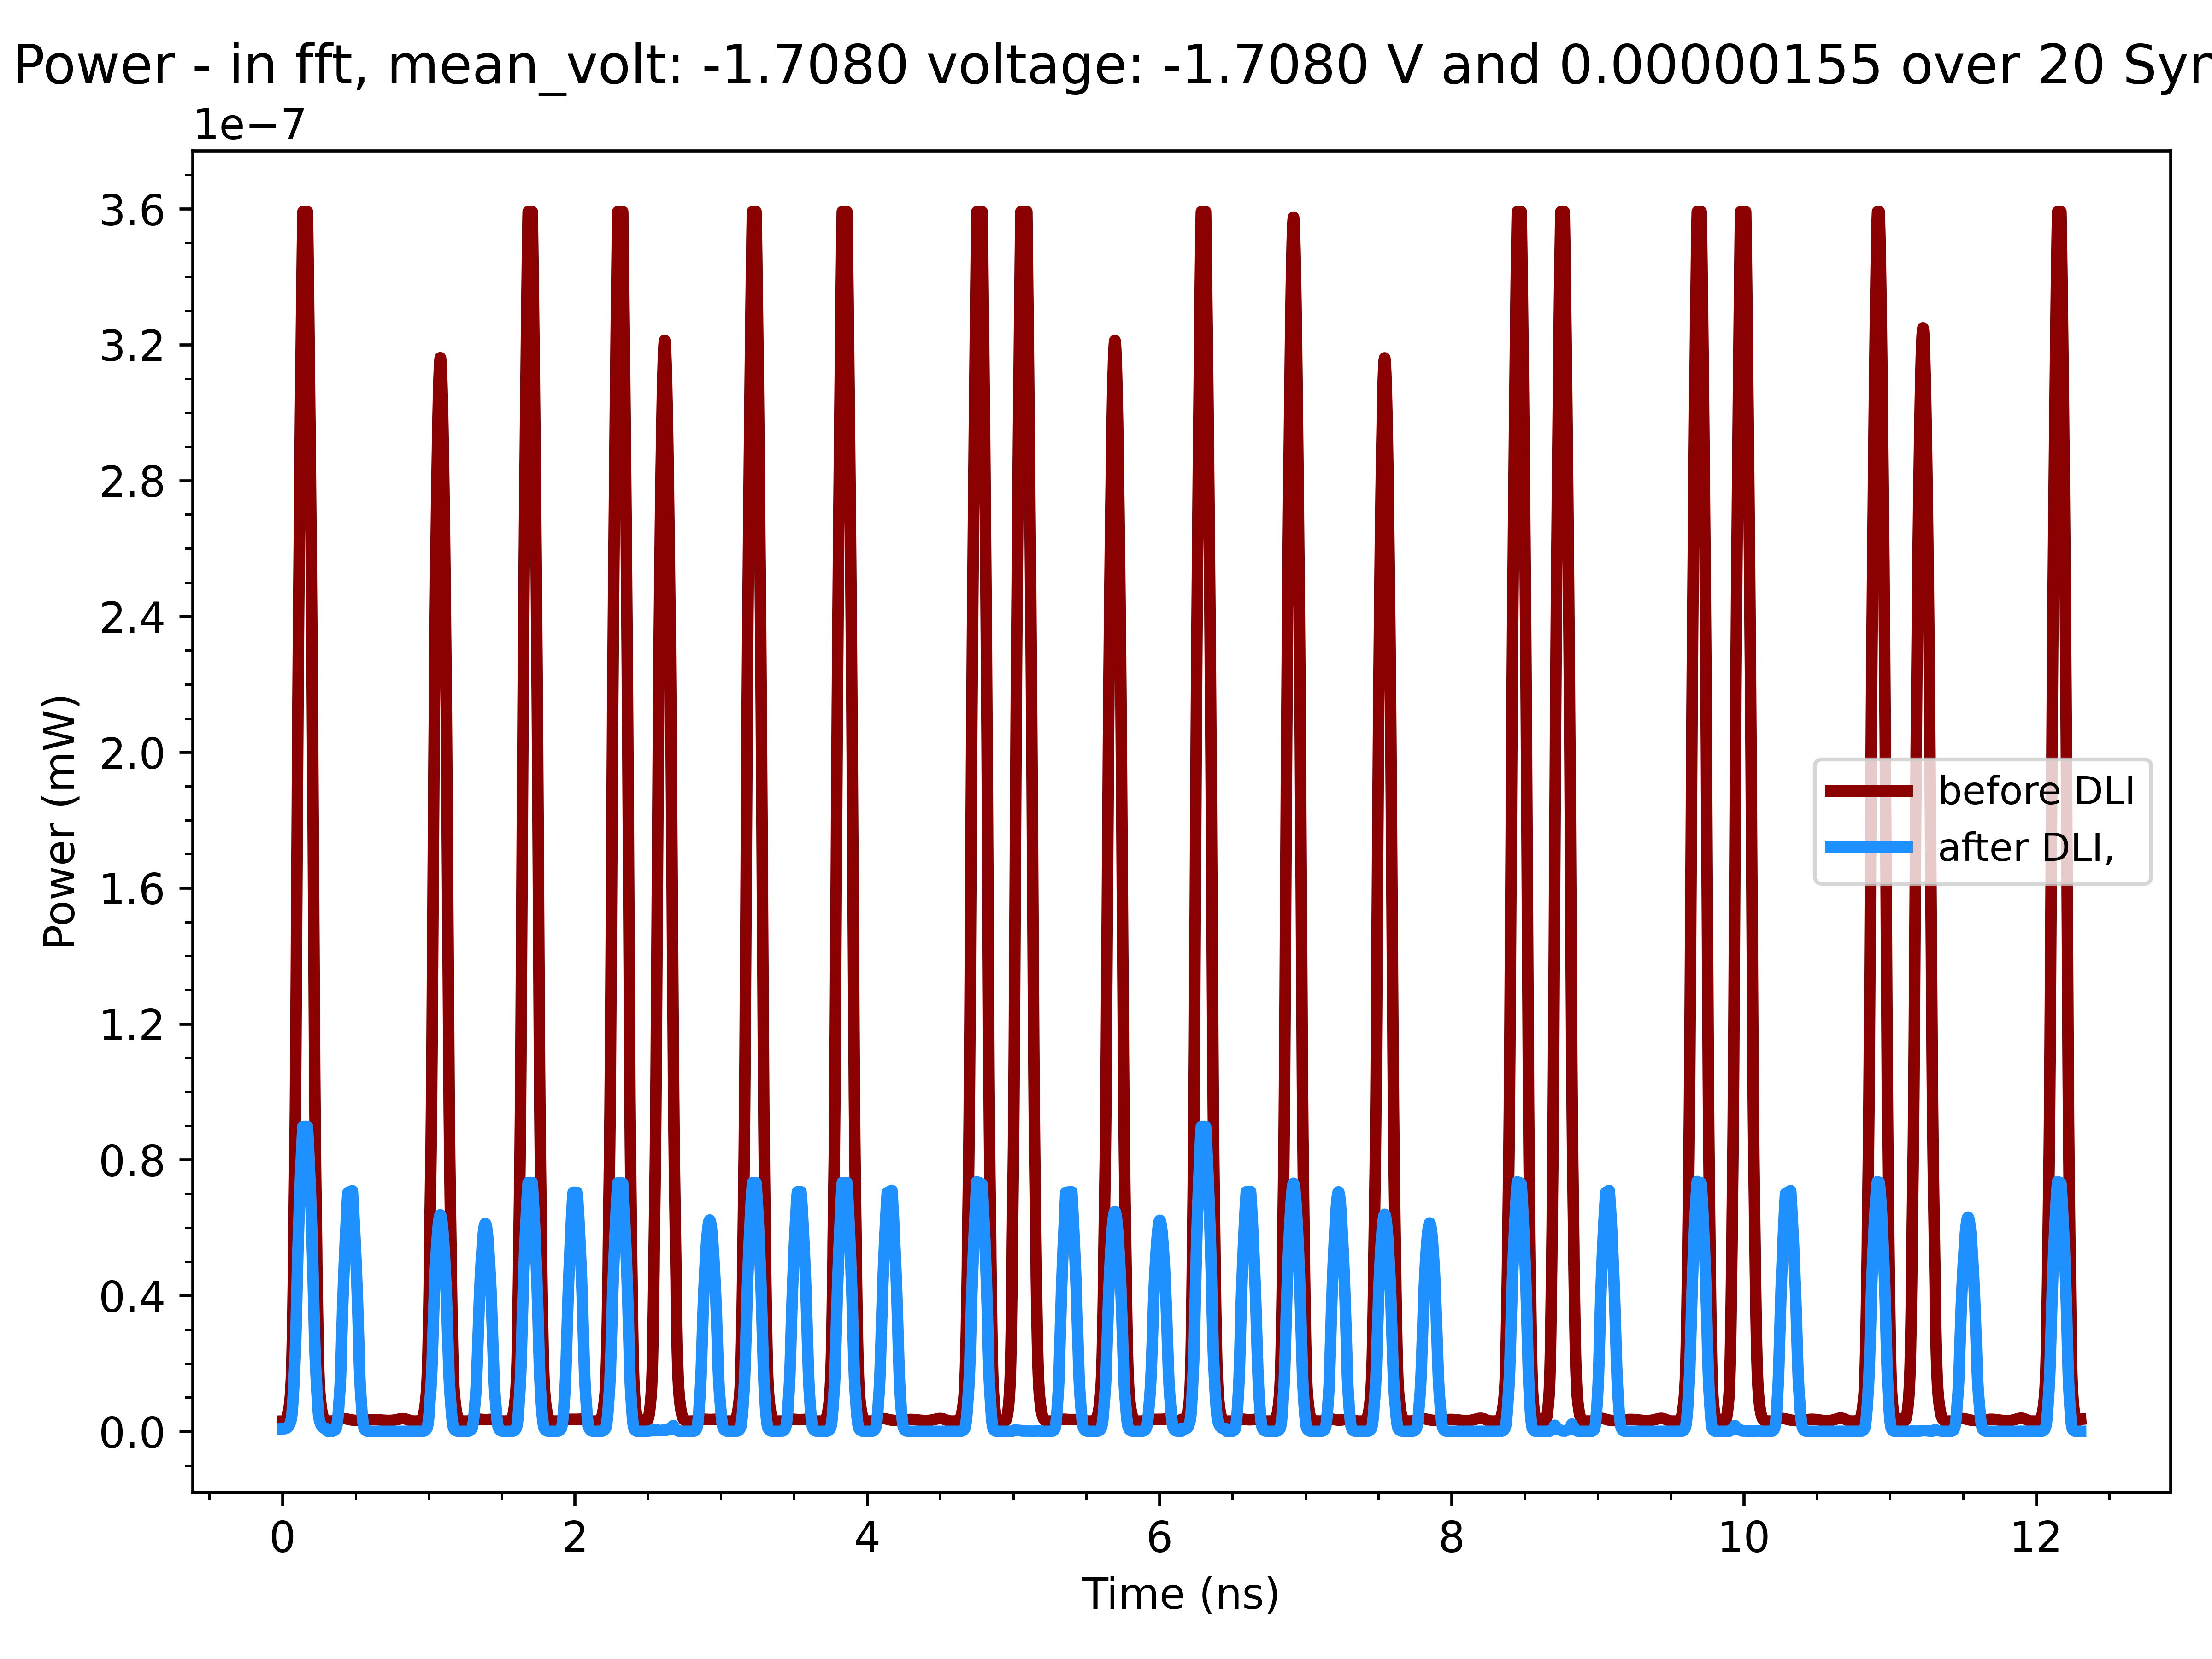 Power - in fft, mean_volt: -1.7080 voltage: -1.7080 V and 0.00000155 over 20
1e−7
3.6
3.2
2.8
2.4
2.0
1.6
1.2
0.8
0.4
0.0
Power (mW)
before DLI
after DLI,
0 2 4 6 8 10 12
Time (ns)